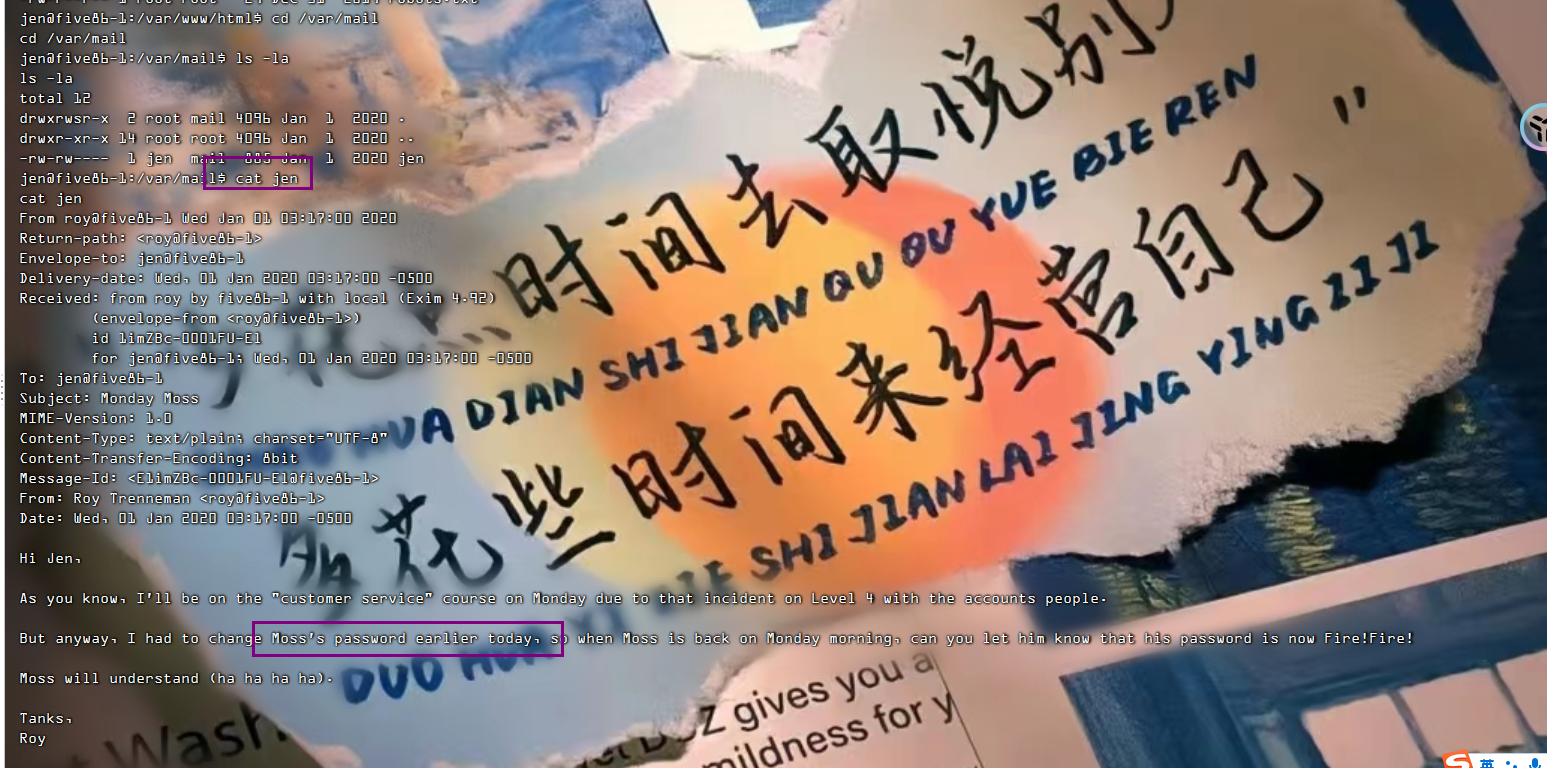 jen@five86-1:/var/www/html$ cd /var/mail
cd /var/mail
jen@five86-1:/var/mail$ ls -la
ls -la
total 12
drwxrwsr-x  2 root mail 4096 Jan  1  2020 .
drwxr-xr-x 14 root root 4096 Jan  1  2020 ..
-rw-rw----  1 jen  mail  885 Jan  1  2020 jen
jen@five86-1:/var/mail$ cat jen
cat jen
From roy@five86-1 Wed Jan 01 03:17:00 2020
Return-path: <roy@five86-1>
Envelope-to: jen@five86-1
Delivery-date: Wed, 01 Jan 2020 03:17:00 -0500
Received: from roy by five86-1 with local (Exim 4.92)
        (envelope-from <roy@five86-1>)
        id 1imZBc-0001FU-El
        for jen@five86-1; Wed, 01 Jan 2020 03:17:00 -0500
To: jen@five86-1
Subject: Monday Moss
MIME-Version: 1.0
Content-Type: text/plain; charset="UTF-8"
Content-Transfer-Encoding: 8bit
Message-Id: <E1imZBc-0001FU-El@five86-1>
From: Roy Trenneman <roy@five86-1>
Date: Wed, 01 Jan 2020 03:17:00 -0500
Hi Jen,
As you know, I'll be on the "customer service" course on Monday due to that incident on Level 4 with the accounts people.
But anyway, I had to change Moss's password earlier today, so when Moss is back on Monday morning, can you let him know that his password is now Fire!Fire!
Moss will understand (ha ha ha ha).
Tanks,
Roy
时间去取悦别
HUA DIAN SHI JIAN QU QU YUE BIE REN
多花些时间来经营自己"
DUO HUA XIE SHI JIAN LAI JING YING ZI JI
Wash
gives you a
mildness for y
英